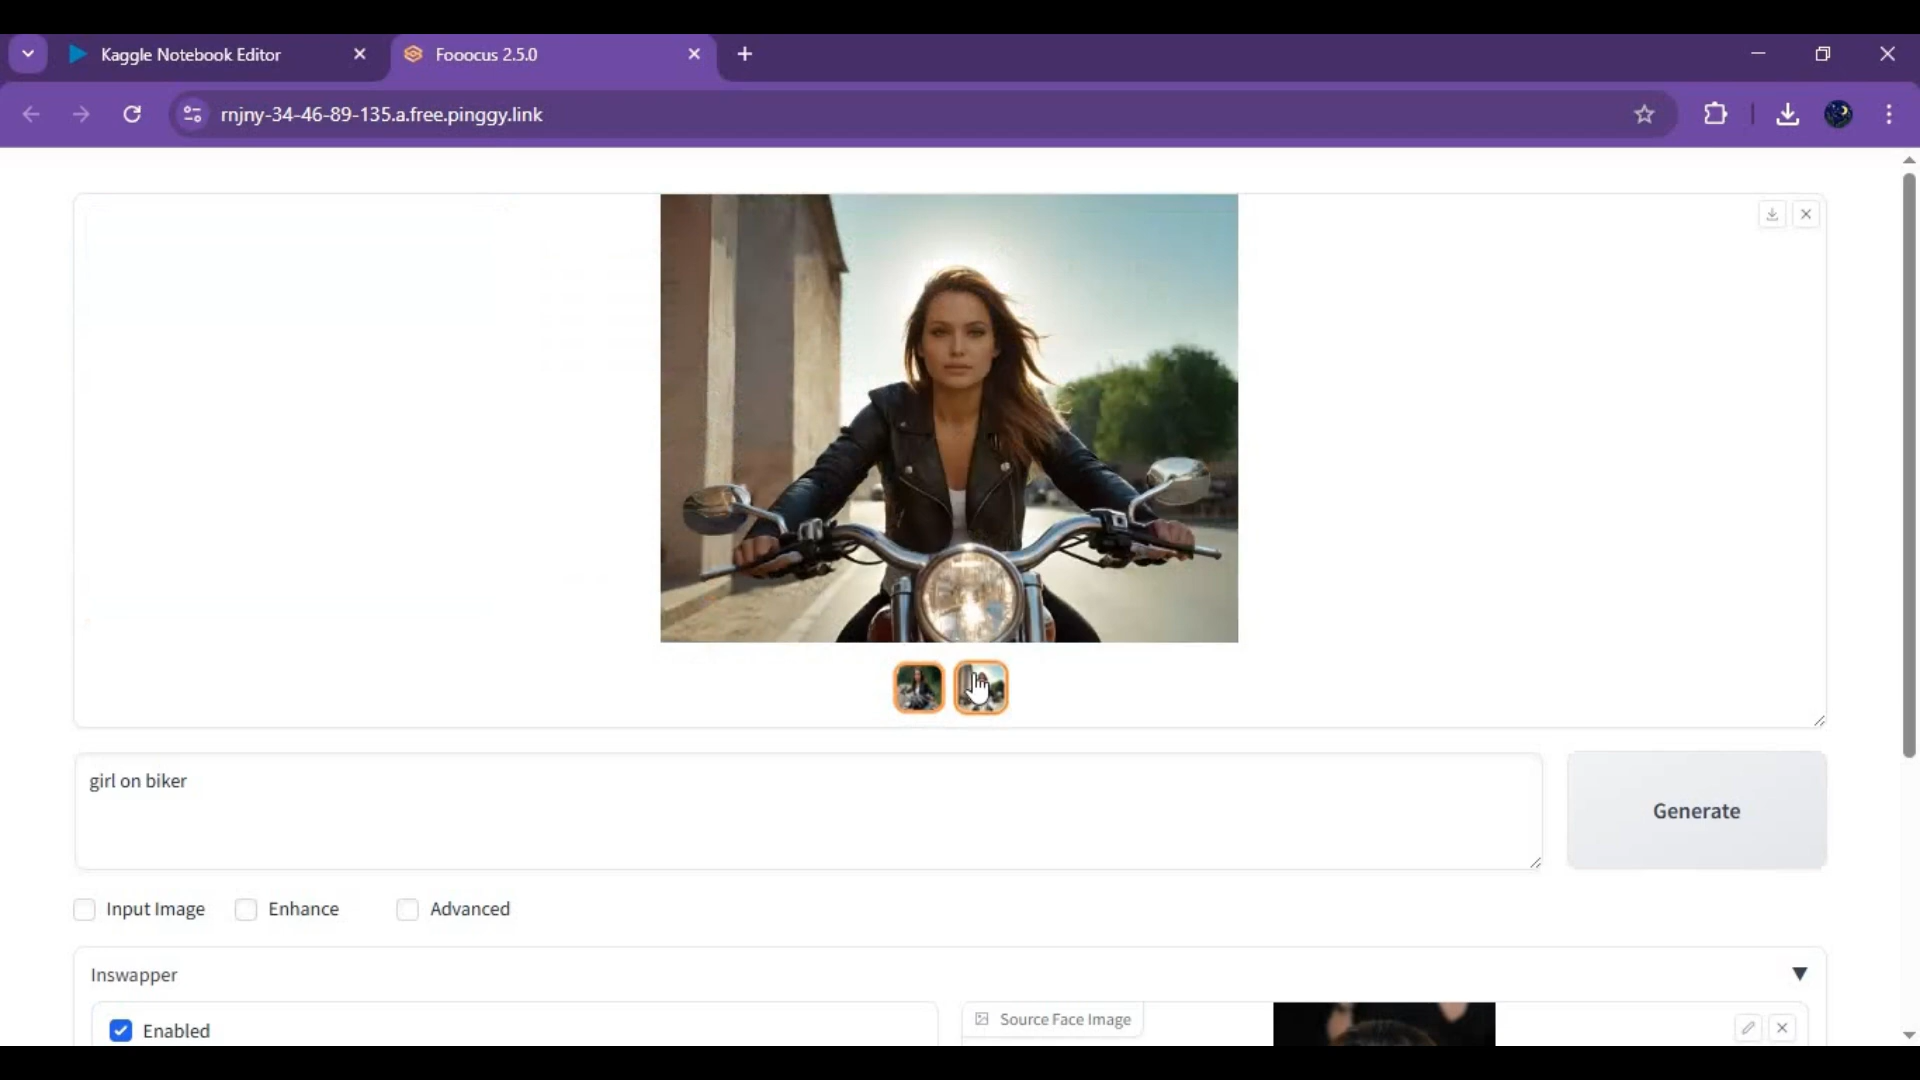 Kaggle Notebook Editor
Fooocus 2.5.0
rnjny-34-46-89-135.a.free.pinggy.link
girl on biker
Generate
Input Image
Enhance
Advanced
Inswapper
Enabled
Source Face Image